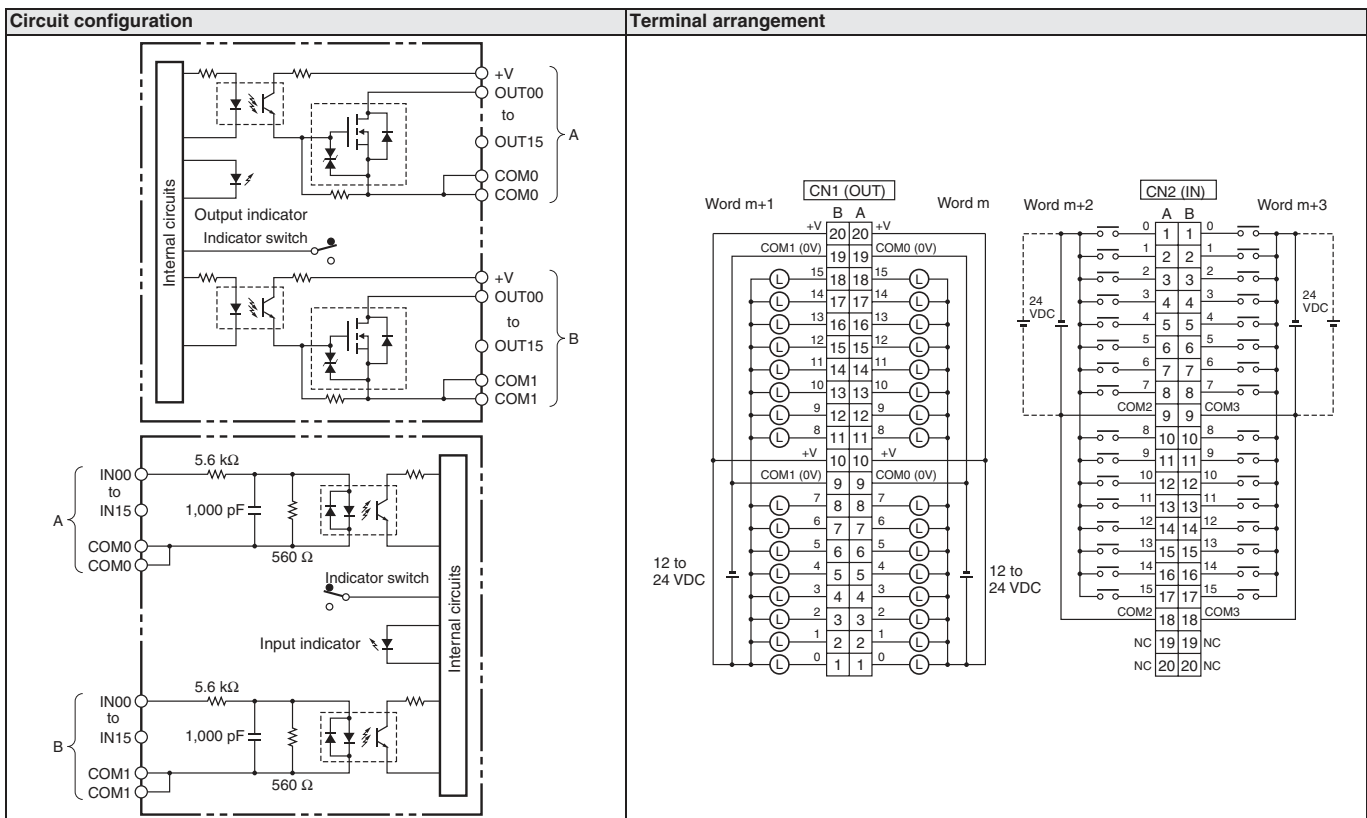 Circuit configuration
Terminal arrangement
Internal circuits
+V
OUT00
to
OUT15
COM0
COM0
A
Output indicator
Indicator switch
+V
OUT00
to
OUT15
COM1
COM1
B
A
IN00
to
IN15
COM0
COM0
5.6 kΩ
1,000 pF
560 Ω
Indicator switch
Input indicator
Internal circuits
B
IN00
to
IN15
COM1
COM1
5.6 kΩ
1,000 pF
560 Ω
CN1 (OUT)
Word m+1 Word m
B A
+V 20 20 +V
COM1 (0V) 19 19 COM0 (0V)
L 15 18 18 15 L
L 14 17 17 14 L
L 13 16 16 13 L
L 12 15 15 12 L
L 11 14 14 11 L
L 10 13 13 10 L
L 9 12 12 9 L
L 8 11 11 8 L
+V 10 10 +V
COM1 (0V) 9 9 COM0 (0V)
L 7 8 8 7 L
L 6 7 7 6 L
L 5 6 6 5 L
L 4 5 5 4 L
L 3 4 4 3 L
L 2 3 3 2 L
L 1 2 2 1 L
L 0 1 1 0 L
12 to
24 VDC
12 to
24 VDC
CN2 (IN)
Word m+2 Word m+3
A B
0 1 1 0
1 2 2 1
2 3 3 2
3 4 4 3
4 5 5 4
5 6 6 5
6 7 7 6
7 8 8 7
COM2 9 9 COM3
8 10 10 8
9 11 11 9
10 12 12 10
11 13 13 11
12 14 14 12
13 15 15 13
14 16 16 14
15 17 17 15
COM2 18 18 COM3
NC 19 19 NC
NC 20 20 NC
24
VDC
24
VDC